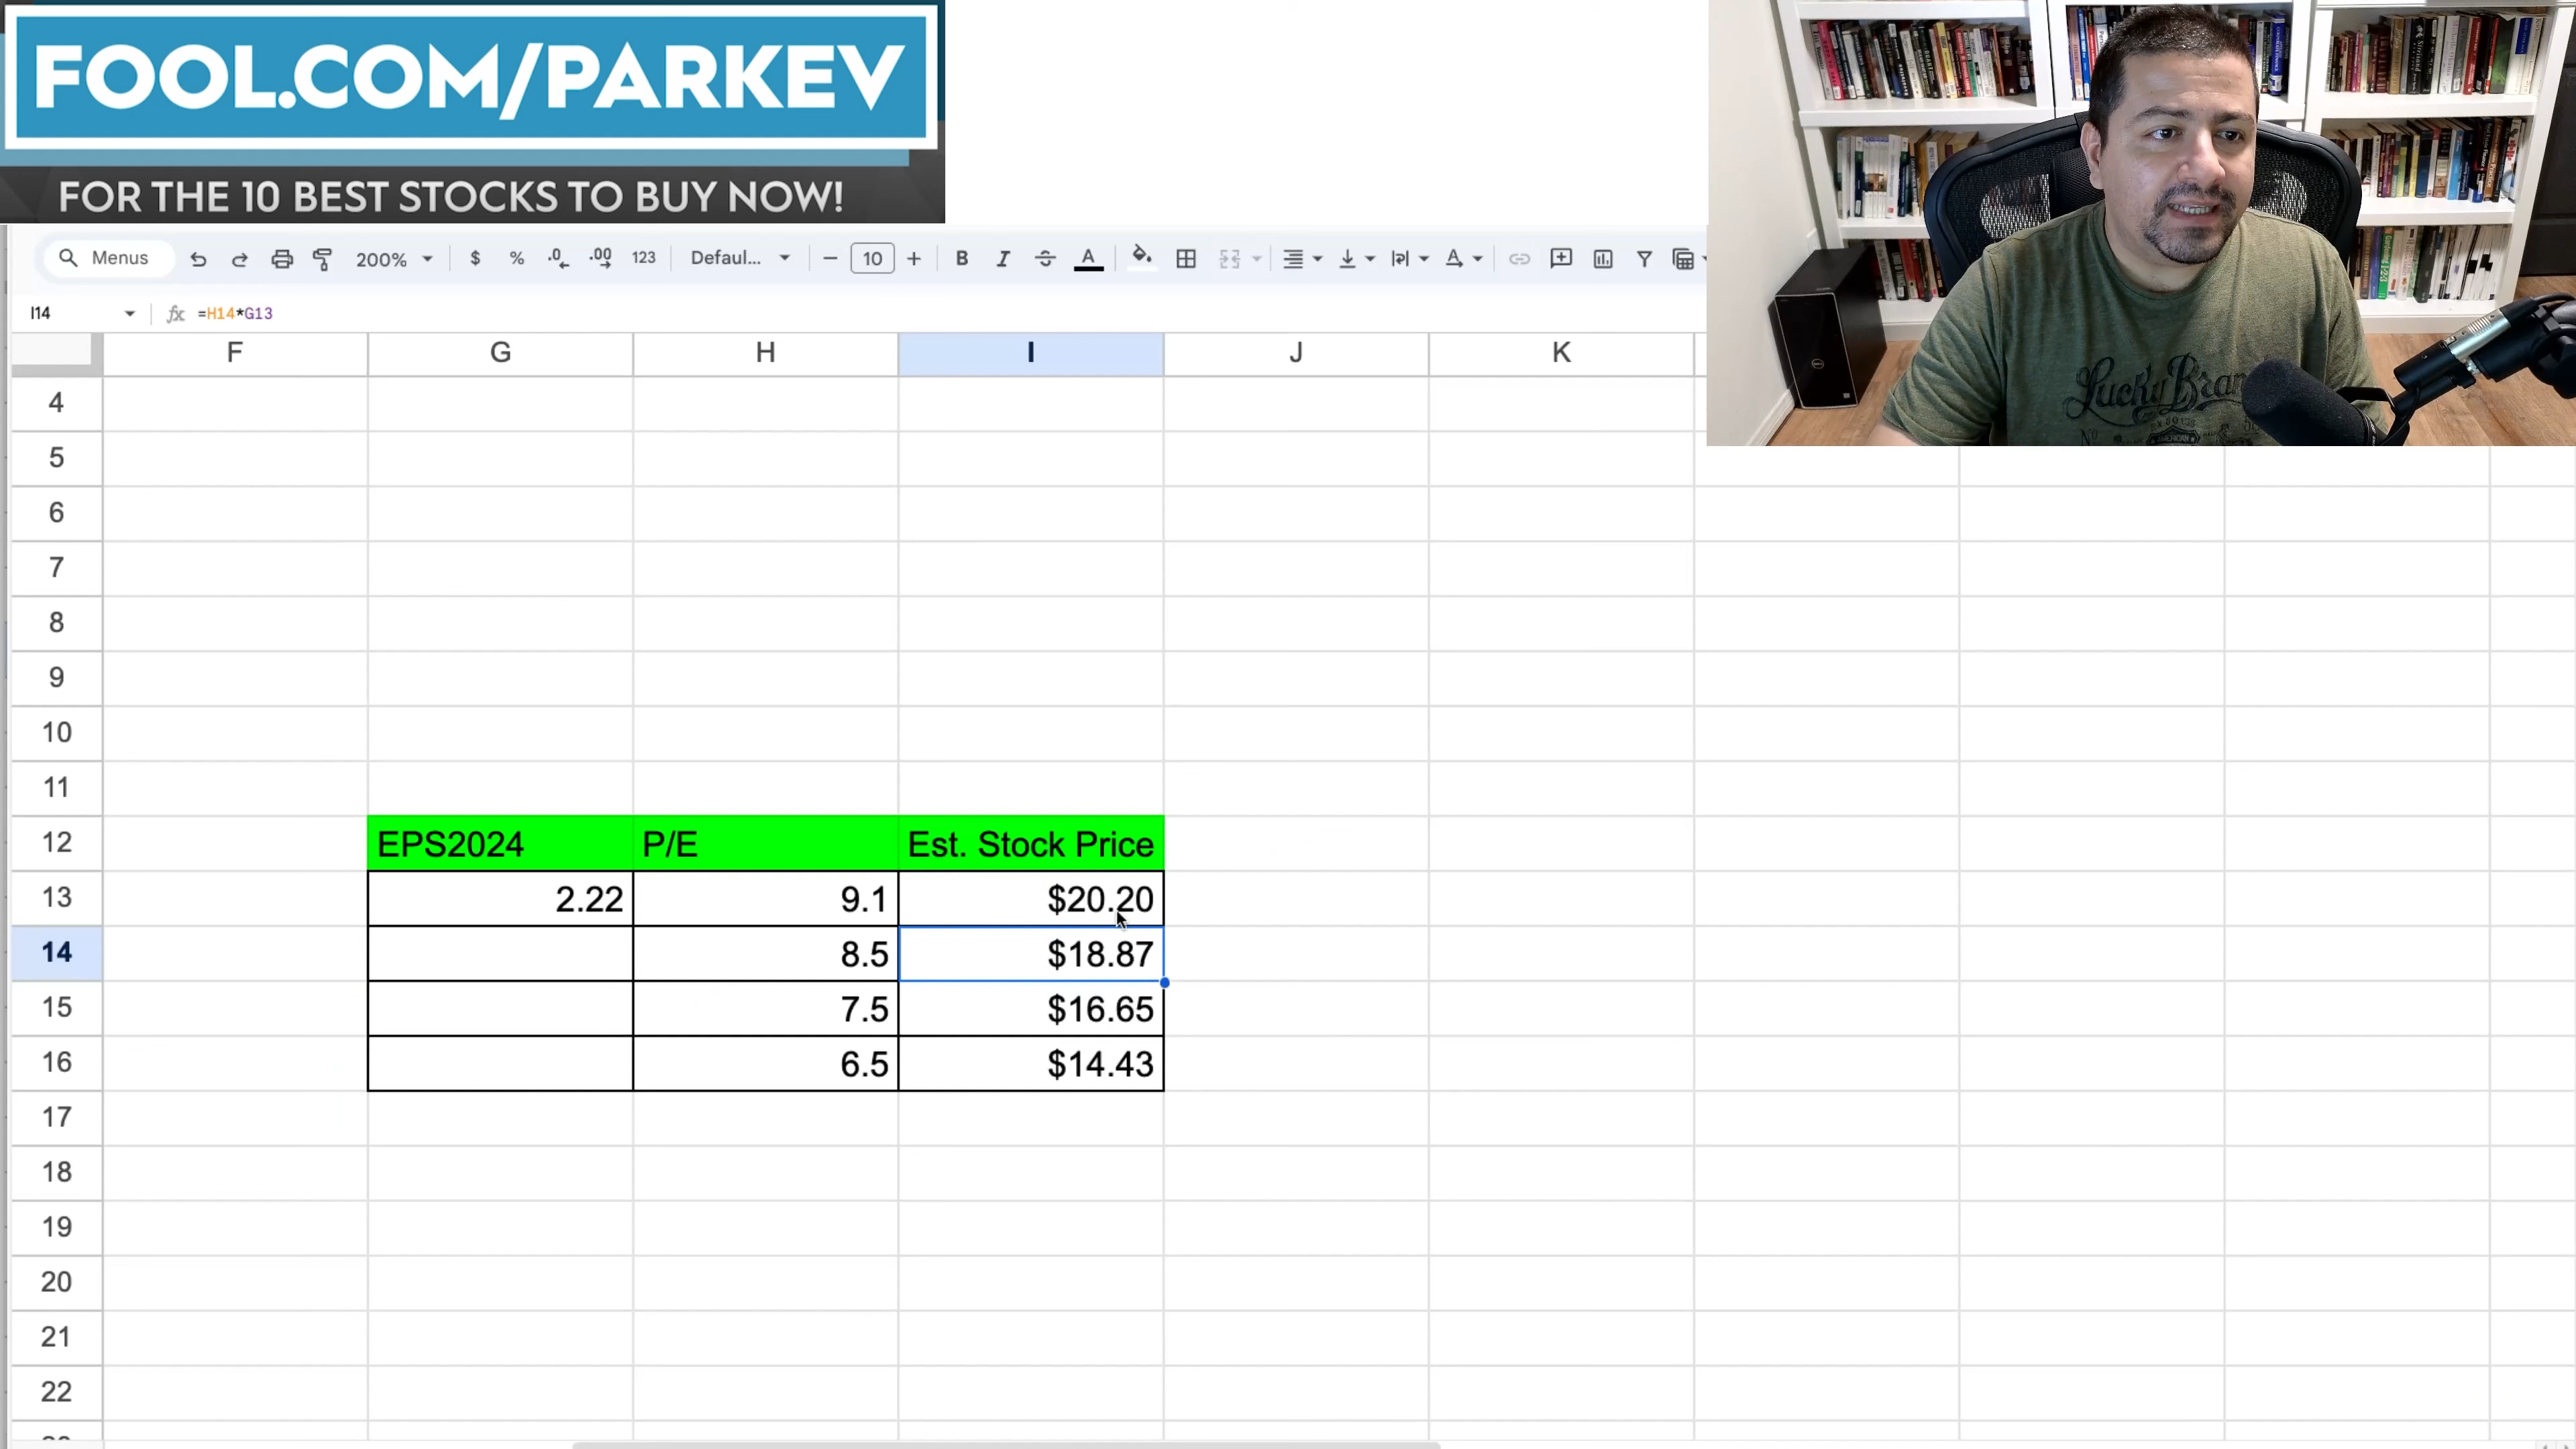 FOOL.COM/PARKEV
FOR THE 10 BEST STOCKS TO BUY NOW!
Menus 200% $ % .0 .00 123 Defaul... 10 B I A
I14 fx =H14*G13
F G H I J K
4
5
6
7
8
9
10
11
12 EPS2024 P/E Est. Stock Price
13 2.22 9.1 $20.20
14 8.5 $18.87
15 7.5 $16.65
16 6.5 $14.43
17
18
19
20
21
22
Lucky Bran